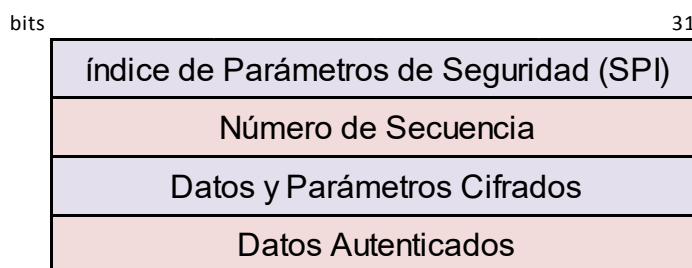 bits 31
índice de Parámetros de Seguridad (SPI)
Número de Secuencia
Datos y Parámetros Cifrados
Datos Autenticados